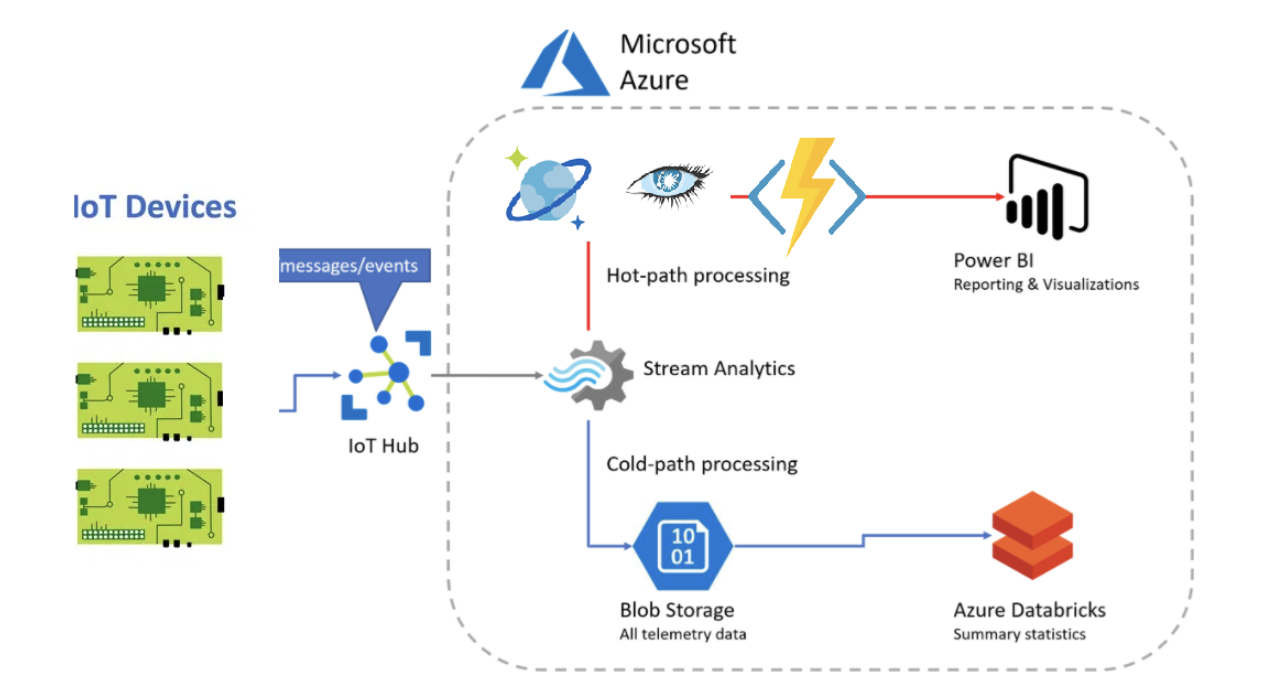 Microsoft
Azure
IoT Devices
messages/events
IoT Hub
Hot-path processing
Stream Analytics
Cold-path processing
Power BI
Reporting & Visualizations
10
01
Blob Storage
All telemetry data
Azure Databricks
Summary statistics